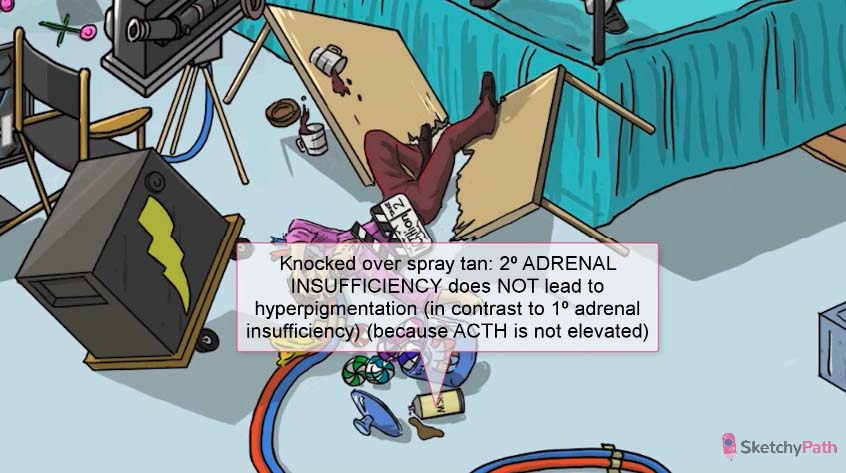 Knocked over spray tan: 2º ADRENAL
INSUFFICIENCY does NOT lead to
hyperpigmentation (in contrast to 1º adrenal
insufficiency) (because ACTH is not elevated)
SketchyPath